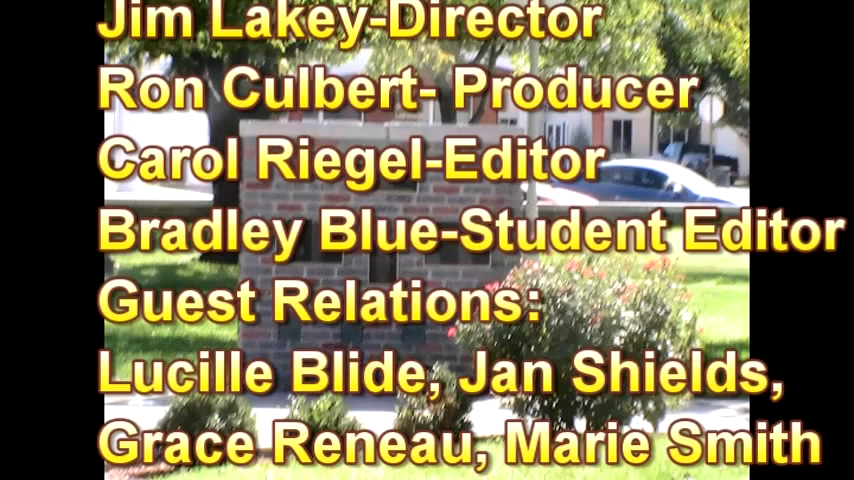 Jim Lakey-Director
Ron Culbert- Producer
Carol Riegel-Editor
Bradley Blue-Student Editor
Guest Relations:
Lucille Blide, Jan Shields,
Grace Reneau, Marie Smith